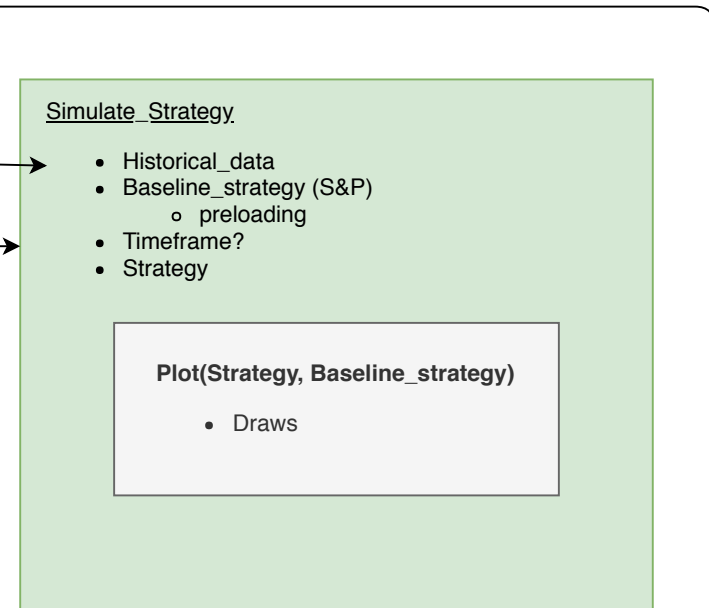 Simulate_Strategy
• Historical_data
• Baseline_strategy (S&P)
o preloading
• Timeframe?
• Strategy
Plot(Strategy, Baseline_strategy)
• Draws